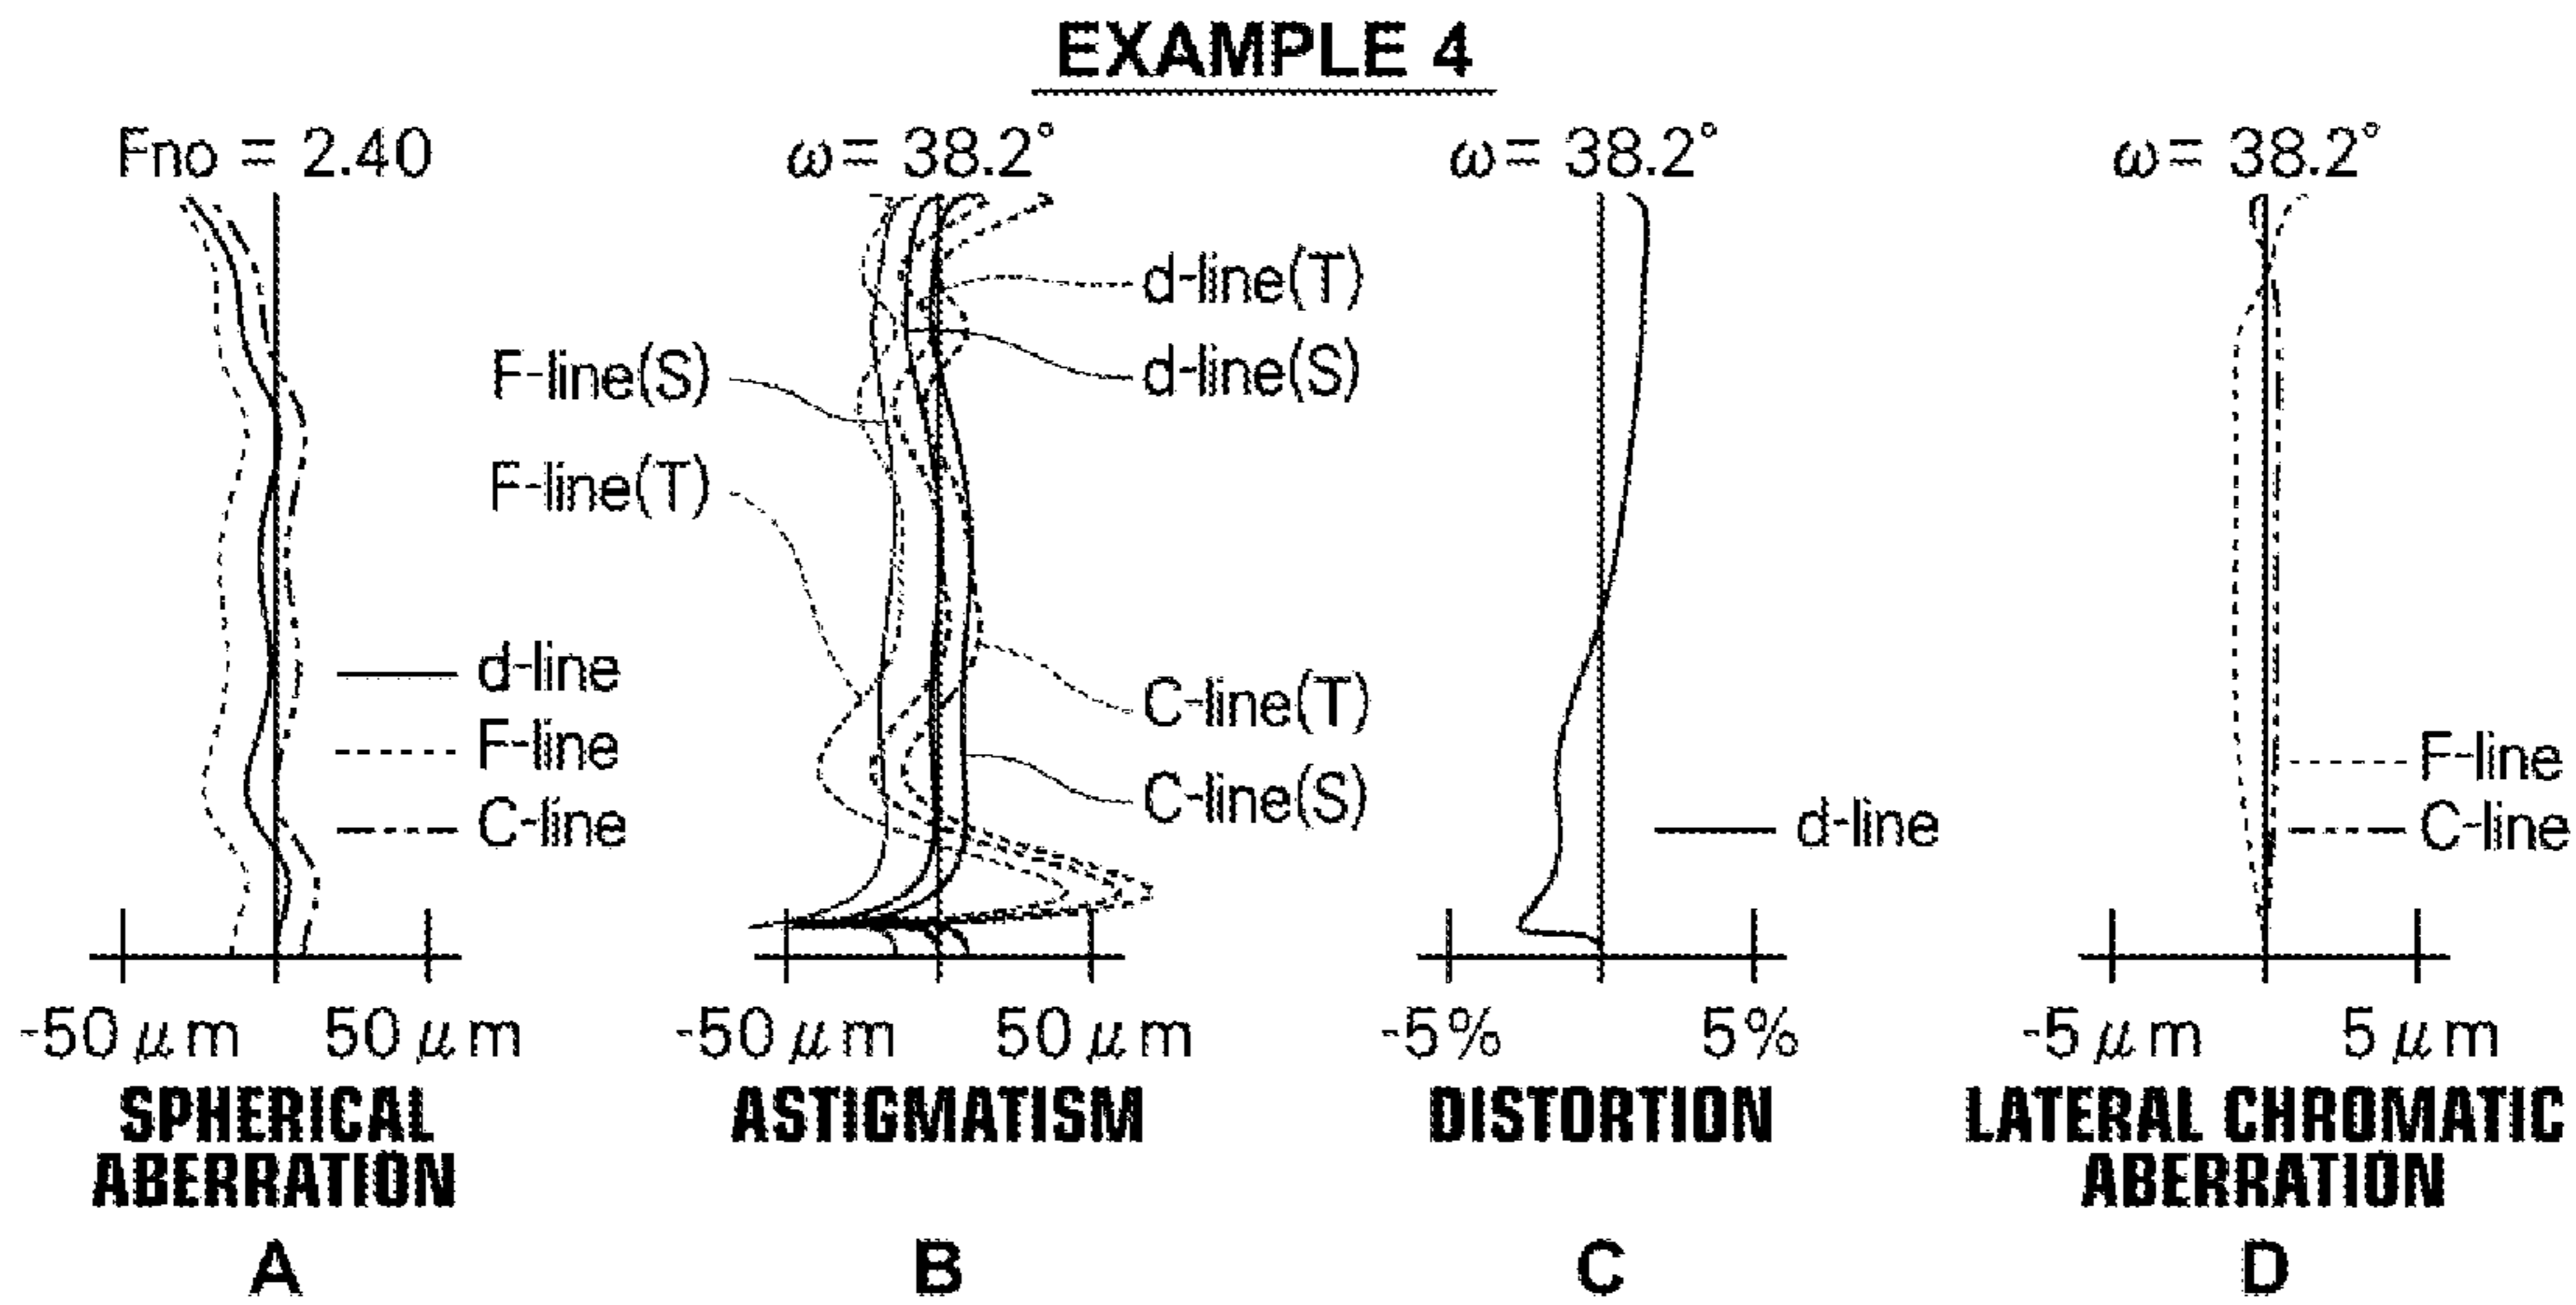 EXAMPLE 4
Fno = 2.40
d-line
F-line
C-line
-50 μm 50 μm
SPHERICAL
ABERRATION
A
ω= 38.2°
d-line(T)
d-line(S)
F-line(S)
F-line(T)
C-line(T)
C-line(S)
-50 μm 50 μm
ASTIGMATISM
B
ω= 38.2°
d-line
-5% 5%
DISTORTION
C
ω= 38.2°
F-line
C-line
-5 μm 5 μm
LATERAL CHROMATIC
ABERRATION
D